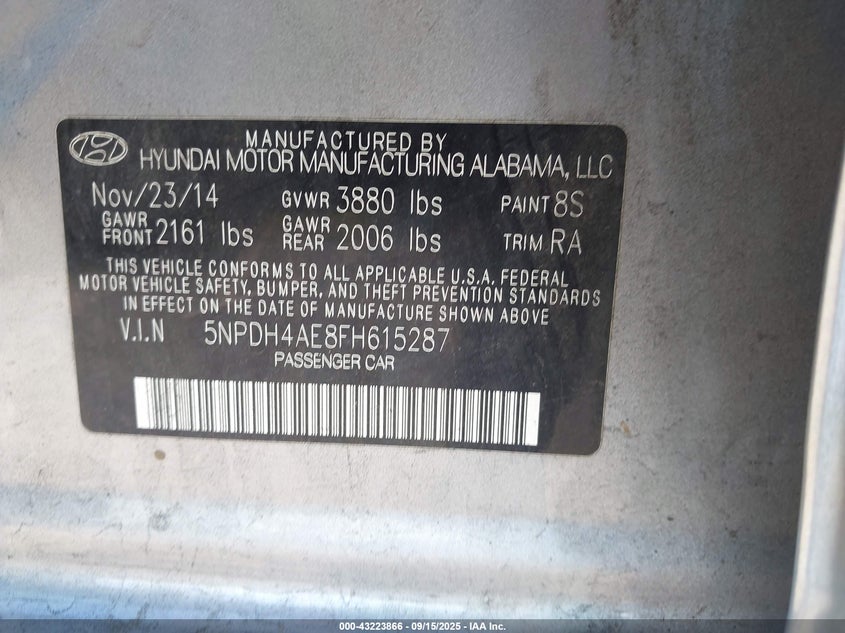 MANUFACTURED BY
HYUNDAI MOTOR MANUFACTURING ALABAMA, LLC
Nov/23/14 GVWR 3880 lbs PAINT 8S
GAWR FRONT 2161 lbs GAWR REAR 2006 lbs TRIM RA
THIS VEHICLE CONFORMS TO ALL APPLICABLE U.S.A. FEDERAL
MOTOR VEHICLE SAFETY, BUMPER, AND THEFT PREVENTION STANDARDS
IN EFFECT ON THE DATE OF MANUFACTURE SHOWN ABOVE
V.I.N 5NPDH4AE8FH615287
PASSENGER CAR
000-43223866 - 09/15/2025 - IAA Inc.